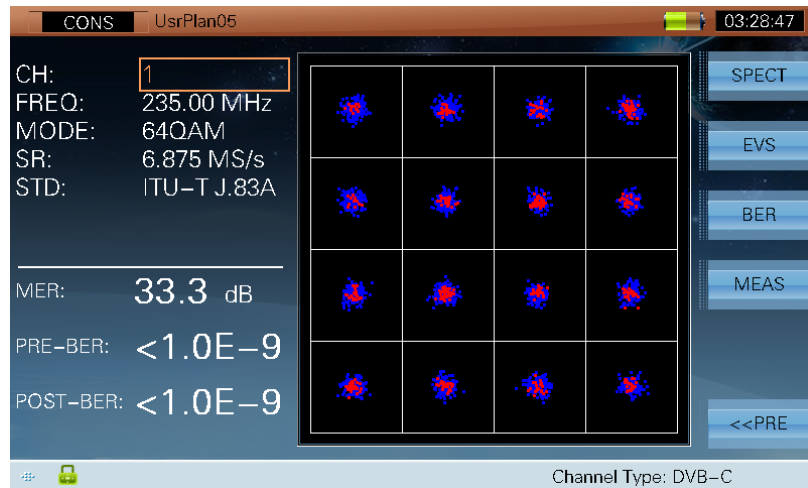 CONS UsrPlan05 03:28:47
CH: 1
FREQ: 235.00 MHz
MODE: 64QAM
SR: 6.875 MS/s
STD: ITU-T J.83A
MER: 33.3 dB
PRE-BER: <1.0E-9
POST-BER: <1.0E-9
SPECT
EVS
BER
MEAS
<<PRE
Channel Type: DVB-C